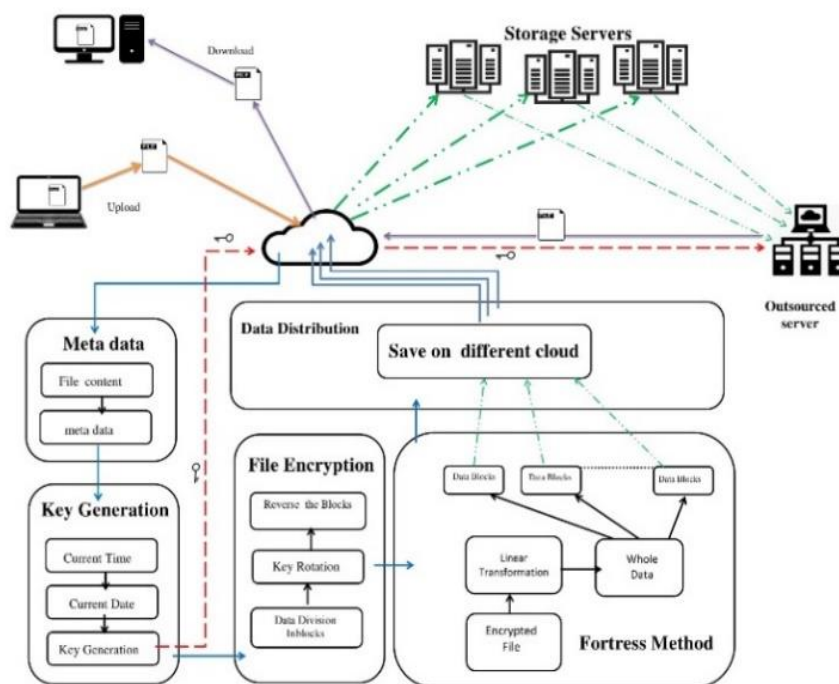 Download
Storage Servers
Upload
Outsourced
server
Data Distribution
Save on different cloud
Meta data
File content
meta data
Key Generation
Current Time
Current Date
Key Generation
File Encryption
Reverse the Blocks
Key Rotation
Data Division
Inblocks
Data Blocks
Data Blocks
Data Blocks
Linear
Transformation
Whole
Data
Encrypted
File
Fortress Method